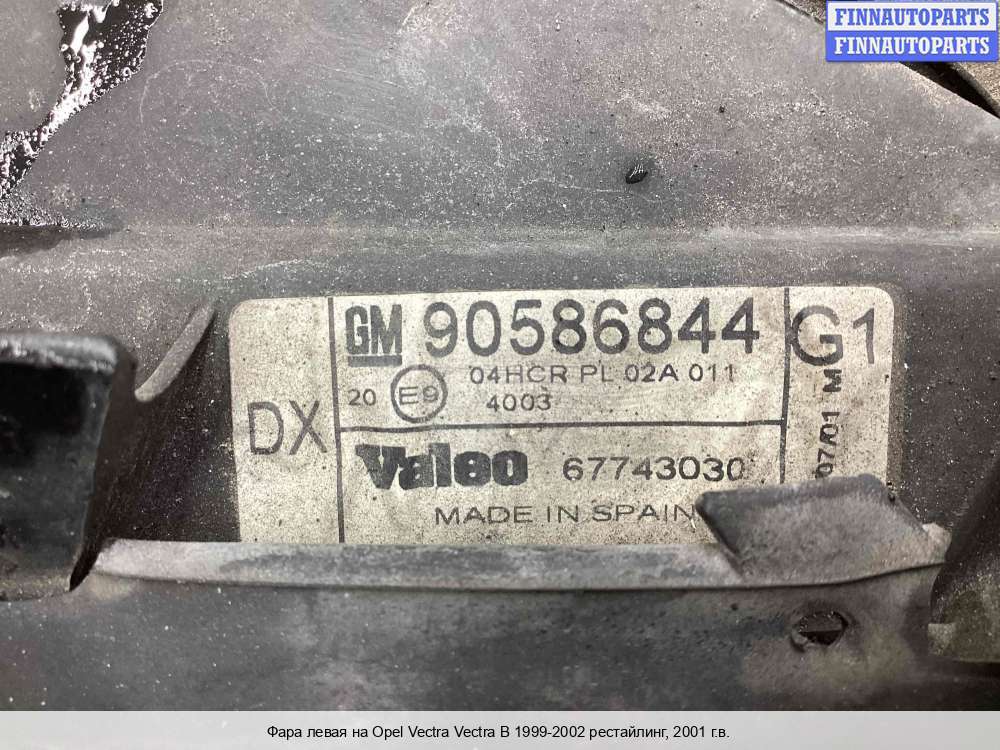 FINNAUTOPARTS
FINNAUTOPARTS
GM 90586844
G1
20 E9 04HCR PL 02A 011
4003
DX
Valeo 67743030
07/01 M
MADE IN SPAIN
Фара левая на Opel Vectra Vectra B 1999-2002 рестайлинг, 2001 г.в.